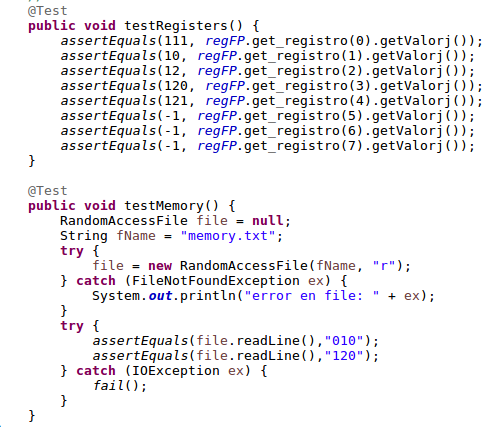 @Test
public void testRegisters() {
    assertEquals(111, regFP.get_registro(0).getValorj());
    assertEquals(10, regFP.get_registro(1).getValorj());
    assertEquals(12, regFP.get_registro(2).getValorj());
    assertEquals(120, regFP.get_registro(3).getValorj());
    assertEquals(121, regFP.get_registro(4).getValorj());
    assertEquals(-1, regFP.get_registro(5).getValorj());
    assertEquals(-1, regFP.get_registro(6).getValorj());
    assertEquals(-1, regFP.get_registro(7).getValorj());
}

@Test
public void testMemory() {
    RandomAccessFile file = null;
    String fName = "memory.txt";
    try {
        file = new RandomAccessFile(fName, "r");
    } catch (FileNotFoundException ex) {
        System.out.println("error en file: " + ex);
    }
    try {
        assertEquals(file.readLine(),"010");
        assertEquals(file.readLine(),"120");
    } catch (IOException ex) {
        fail();
    }
}